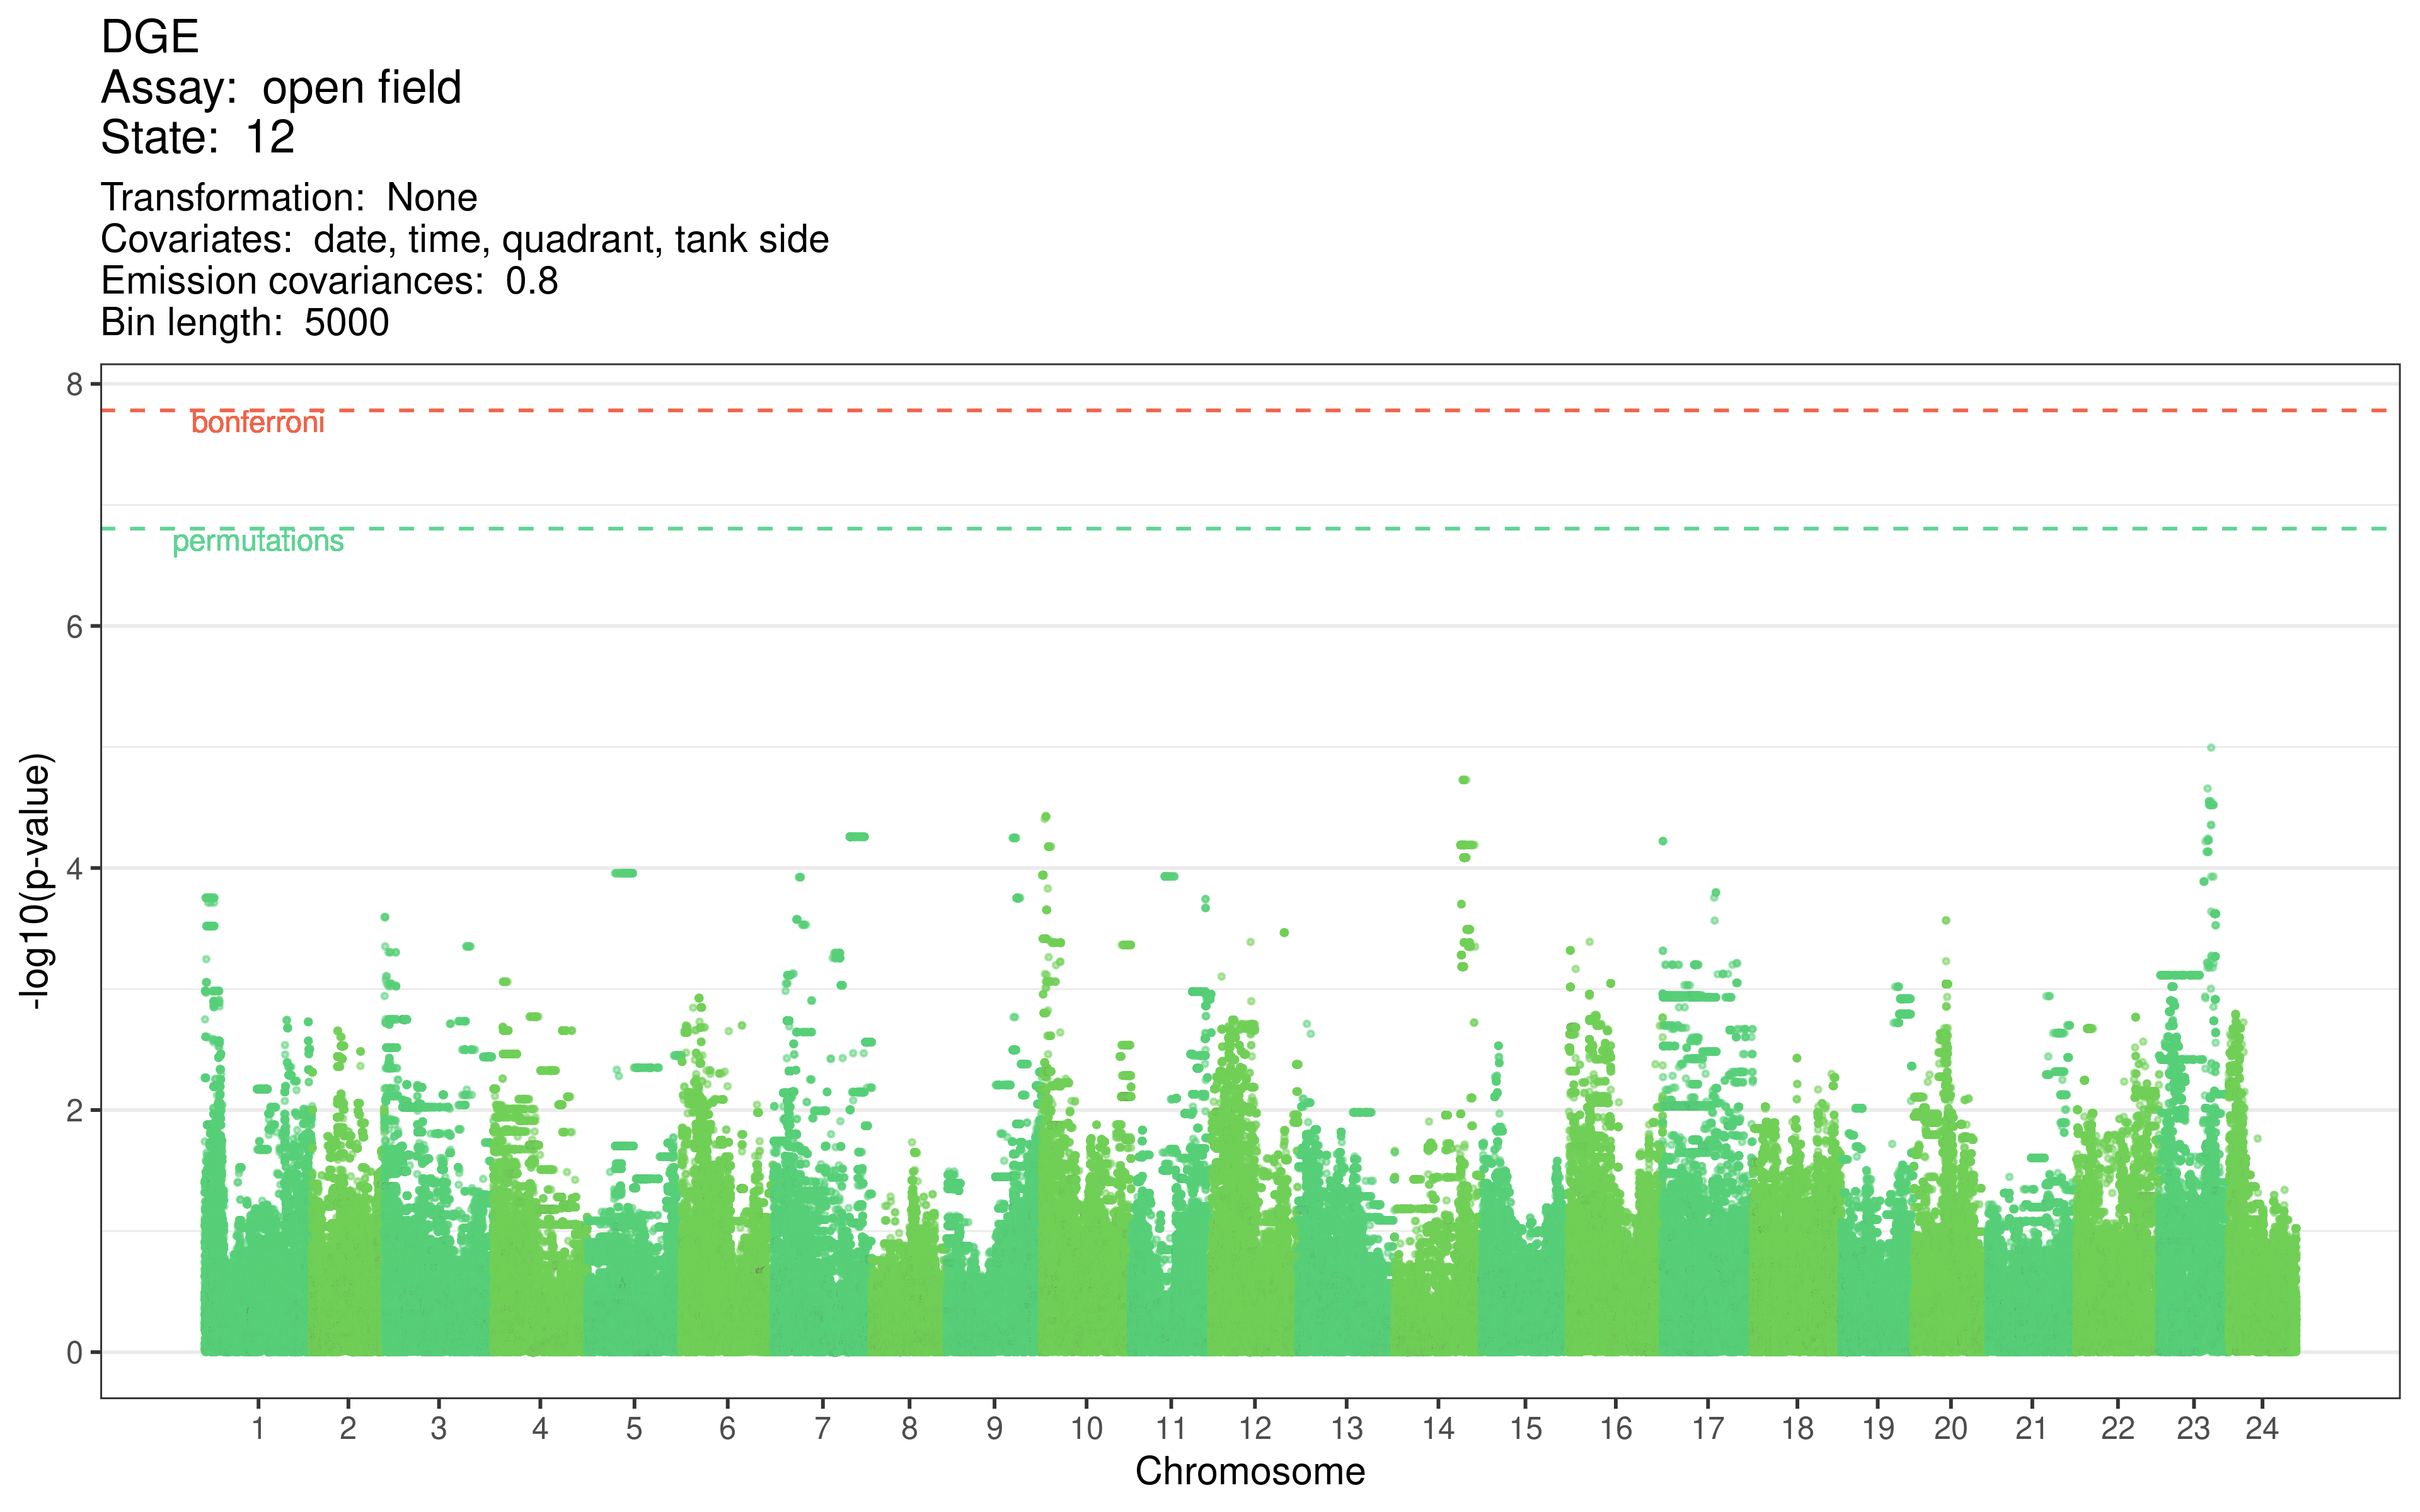 DGE
Assay: open field
State: 12
Transformation: None
Covariates: date, time, quadrant, tank side
Emission covariances: 0.8
Bin length: 5000
8
bonferroni
permutations
6
4
2
0
-log10(p-value)
1 2 3 4 5 6 7 8 9 10 11 12 13 14 15 16 17 18 19 20 21 22 23 24
Chromosome